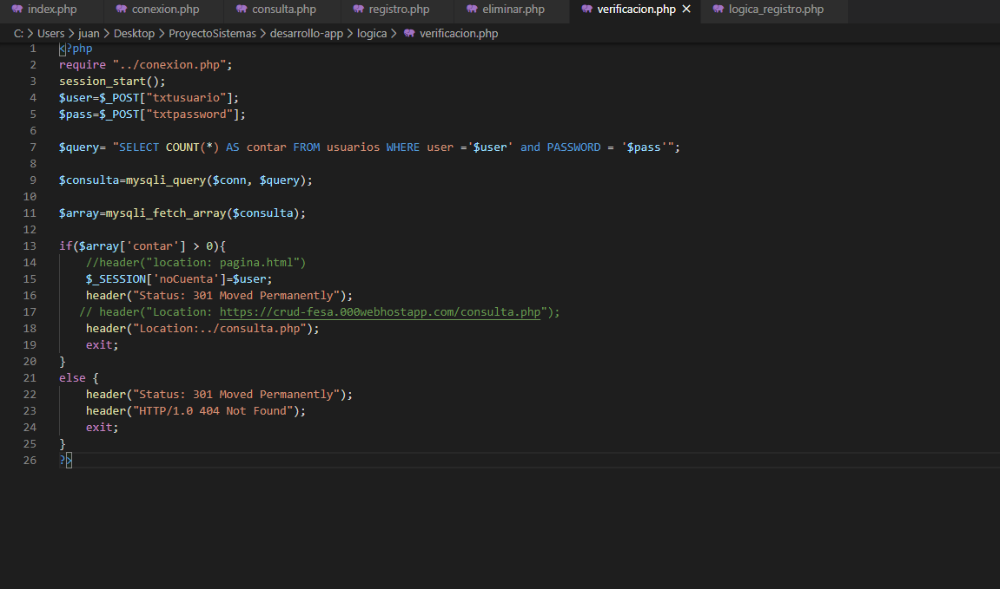 index.php conexion.php consulta.php registro.php eliminar.php verificacion.php × logica_registro.php
C: > Users > juan > Desktop > ProyectoSistemas > desarrollo-app > logica > verificacion.php
1 <?php
2 require "../conexion.php";
3 session_start();
4 $user=$_POST["txtusuario"];
5 $pass=$_POST["txtpassword"];
6
7 $query= "SELECT COUNT(*) AS contar FROM usuarios WHERE user ='$user' and PASSWORD = '$pass'";
8
9 $consulta=mysqli_query($conn, $query);
10
11 $array=mysqli_fetch_array($consulta);
12
13 if($array['contar'] > 0){
14 //header("location: pagina.html")
15 $_SESSION['noCuenta']=$user;
16 header("Status: 301 Moved Permanently");
17 // header("Location: https://crud-fesa.000webhostapp.com/consulta.php");
18 header("Location:../consulta.php");
19 exit;
20 }
21 else {
22 header("Status: 301 Moved Permanently");
23 header("HTTP/1.0 404 Not Found");
24 exit;
25 }
26 ?>